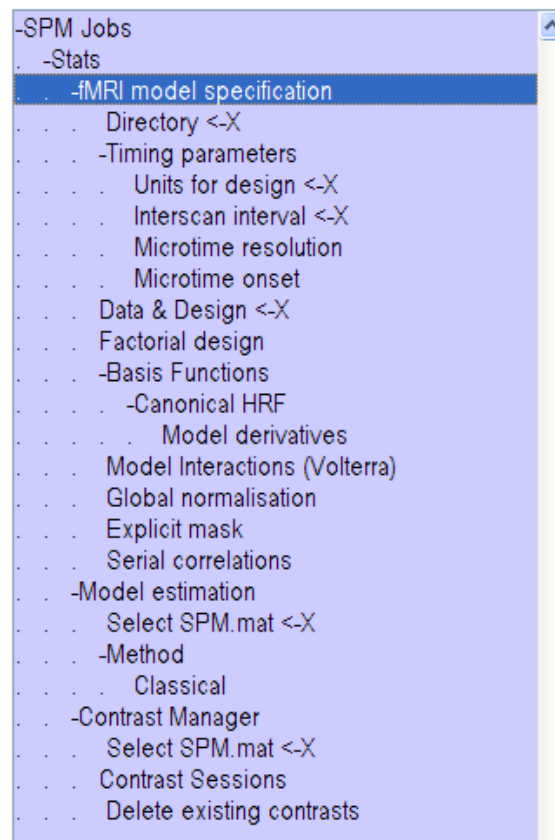 -SPM Jobs
. -Stats
. . -fMRI model specification
. . . Directory <-X
. . . -Timing parameters
. . . . Units for design <-X
. . . . Interscan interval <-X
. . . . Microtime resolution
. . . . Microtime onset
. . . Data & Design <-X
. . . Factorial design
. . . -Basis Functions
. . . . -Canonical HRF
. . . . . Model derivatives
. . . Model Interactions (Volterra)
. . . Global normalisation
. . . Explicit mask
. . . Serial correlations
. . -Model estimation
. . . Select SPM.mat <-X
. . . -Method
. . . . Classical
. . -Contrast Manager
. . . Select SPM.mat <-X
. . . Contrast Sessions
. . . Delete existing contrasts